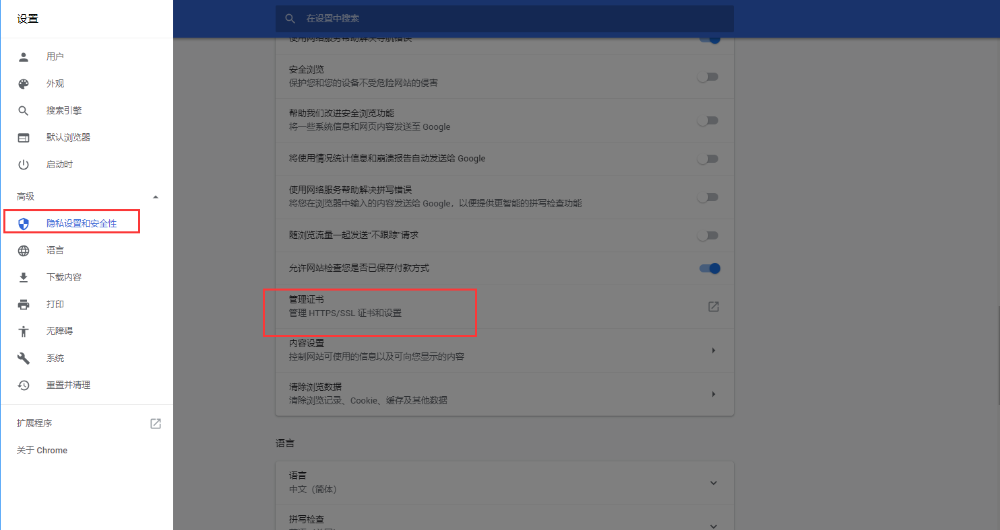 设置
用户
外观
搜索引擎
默认浏览器
启动时
高级
隐私设置和安全性
语言
下载内容
打印
无障碍
系统
重置并清理
扩展程序
关于 Chrome
在设置中搜索
使用网络服务帮助解决导航错误
安全浏览
保护您和您的设备不受危险网站的侵害
帮助我们改进安全浏览功能
将一些系统信息和网页内容发送至 Google
将使用情况统计信息和崩溃报告自动发送给 Google
使用网络服务帮助解决拼写错误
将您在浏览器中输入的内容发送给 Google，以便提供更智能的拼写检查功能
随浏览流量一起发送“不跟踪”请求
允许网站检查您是否已保存付款方式
管理证书
管理 HTTPS/SSL 证书和设置
内容设置
控制网站可使用的信息以及可向您显示的内容
清除浏览数据
清除浏览记录、Cookie、缓存及其他数据
语言
语言
中文（简体）
拼写检查